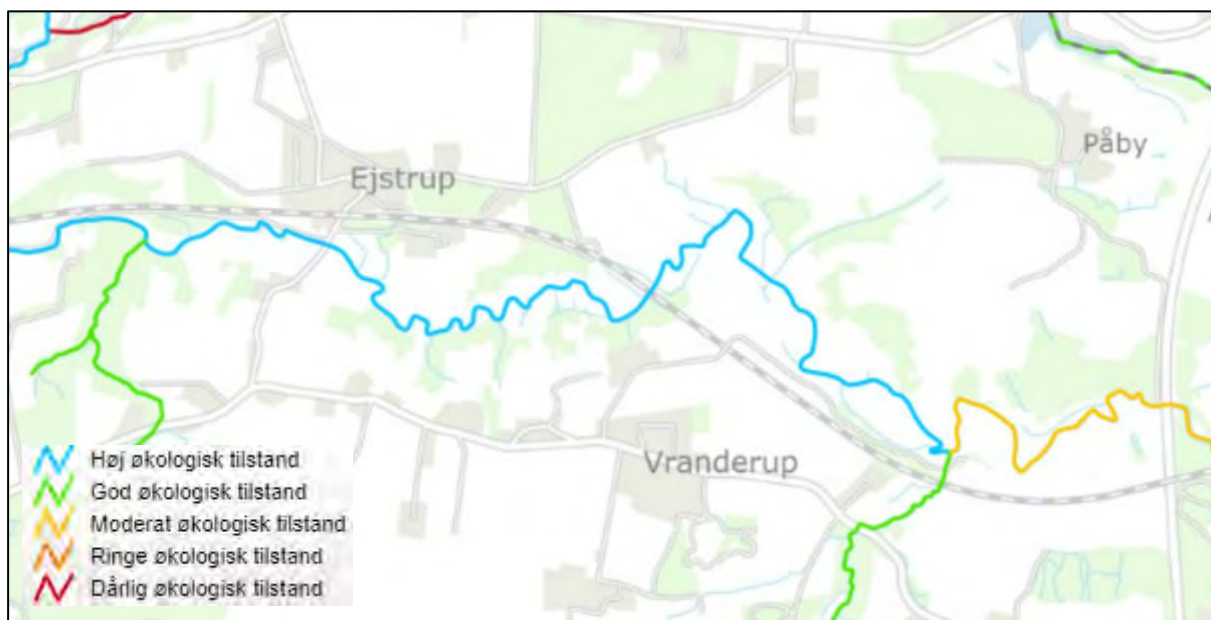 Påby
Ejstrup
Vranderup
Høj økologisk tilstand
God økologisk tilstand
Moderat økologisk tilstand
Ringe økologisk tilstand
Dårlig økologisk tilstand